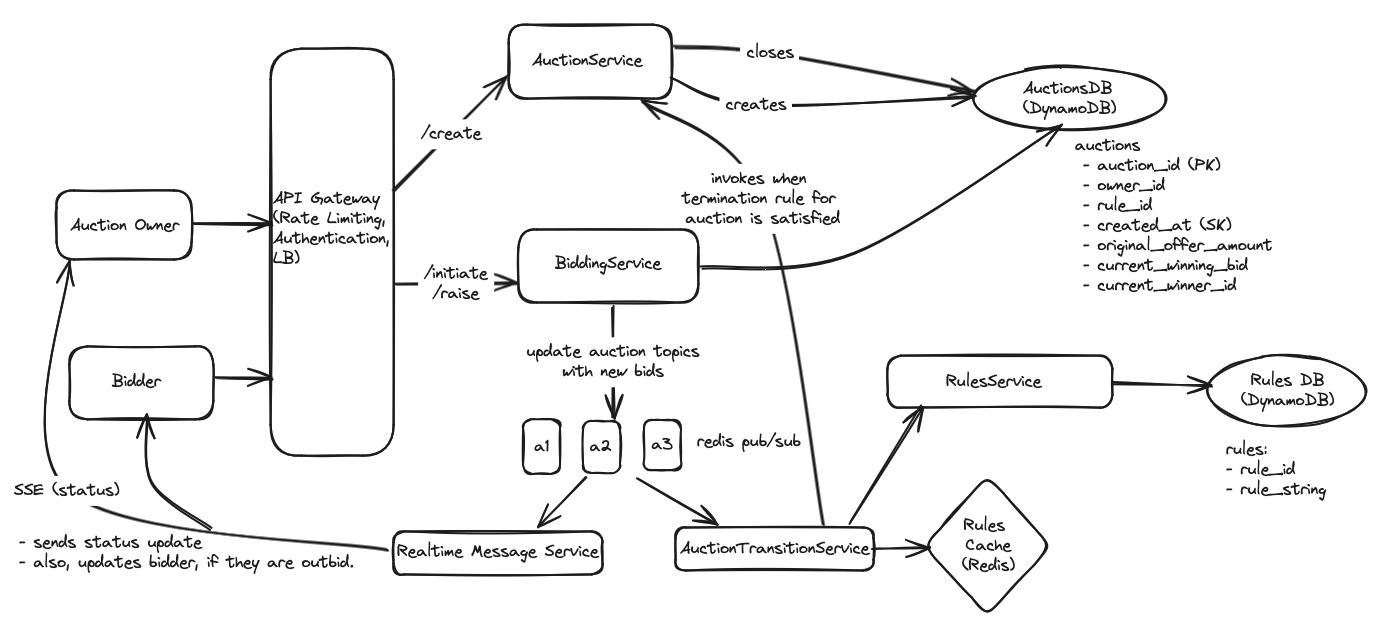 AuctionService
closes
creates
AuctionsDB
(DynamoDB)
auctions
- auction_id (PK)
- owner_id
- rule_id
- created_at (SK)
- original_offer_amount
- current_winning_bid
- current_winner_id
/create
invokes when
termination rule for
auction is satisfied
Auction Owner
API Gateway
(Rate Limiting,
Authentication,
LB)
/initiate
/raise
BiddingService
update auction topics
with new bids
Bidder
RulesService
Rules DB
(DynamoDB)
rules:
- rule_id
- rule_string
a1
a2
a3
redis pub/sub
SSE (status)
- sends status update
- also, updates bidder, if they are outbid.
Realtime Message Service
AuctionTransitionService
Rules
Cache
(Redis)